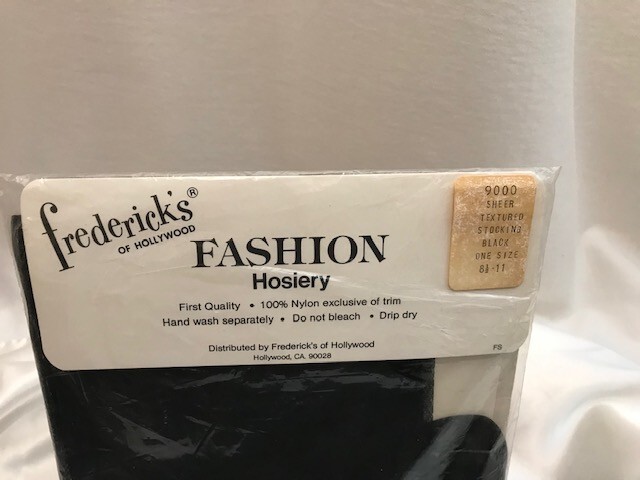 frederick's®
OF HOLLYWOOD
FASHION
Hosiery
First Quality • 100% Nylon exclusive of trim
Hand wash separately • Do not bleach • Drip dry
Distributed by Frederick's of Hollywood
Hollywood, CA. 90028
FS
9000
SHEER
TEXTURED
STOCKING
BLACK
ONE SIZE
8½-11